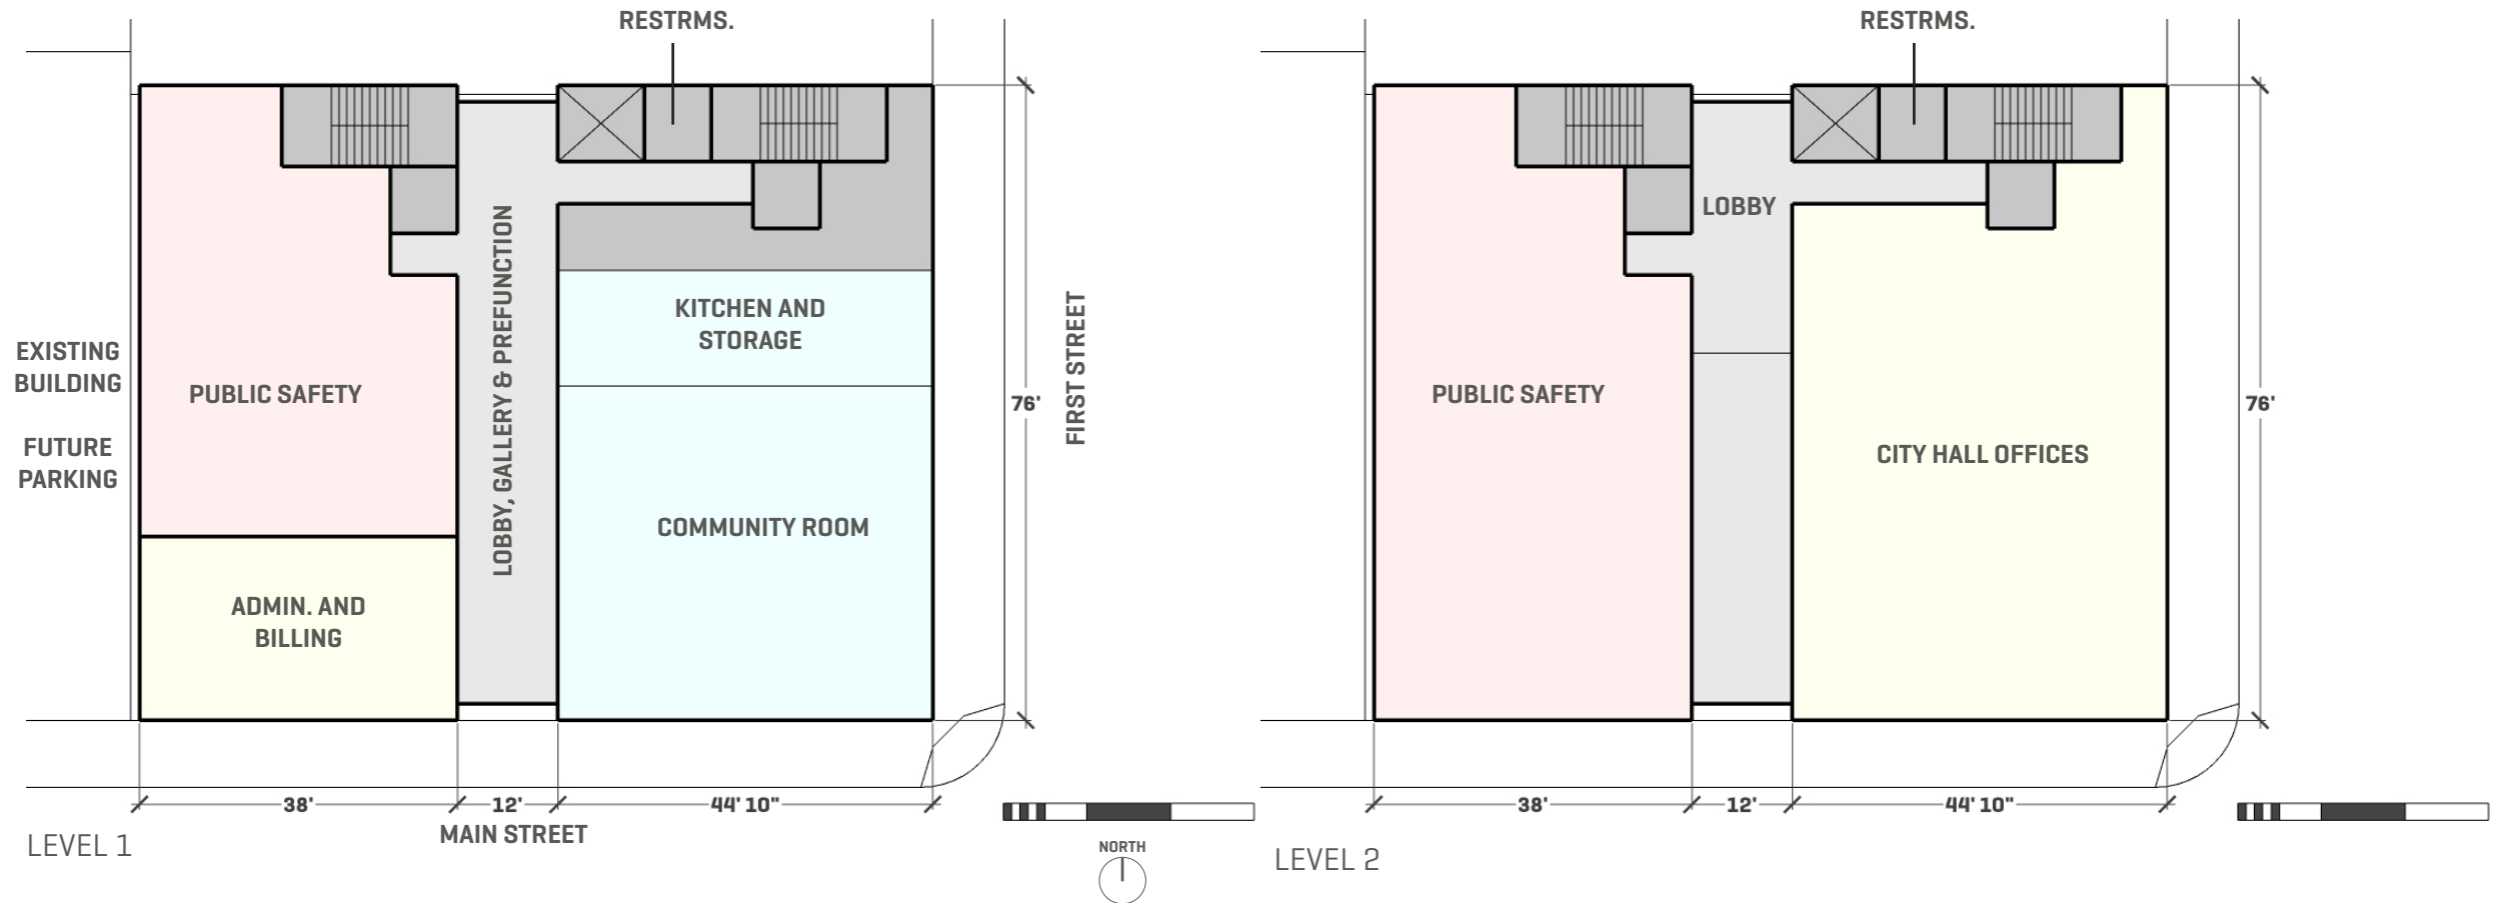 RESTRMS.
LOBBY, GALLERY & PREFUNCTION
KITCHEN AND
STORAGE
FIRST STREET
EXISTING
BUILDING
PUBLIC SAFETY
76'
FUTURE
PARKING
COMMUNITY ROOM
ADMIN. AND
BILLING
38'
12'
44' 10"
MAIN STREET
LEVEL 1
NORTH
RESTRMS.
LOBBY
PUBLIC SAFETY
76'
CITY HALL OFFICES
38'
12'
44' 10"
LEVEL 2